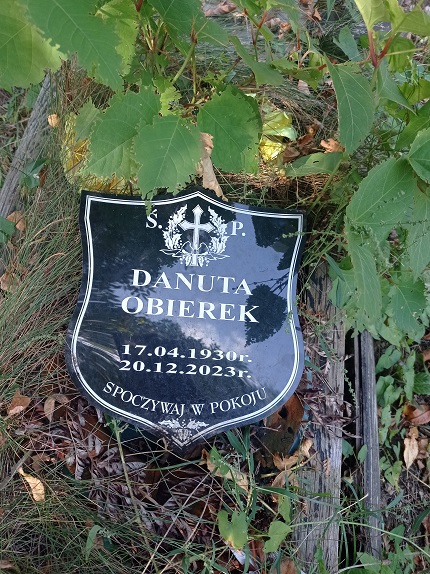 Ś. P.
DANUTA
OBIEREK
17.04.1930r.
20.12.2023r.
SPOCZYWAJ W POKOJU